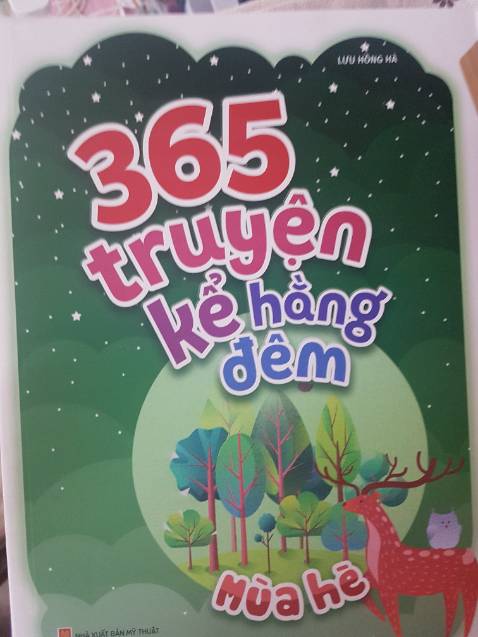 LƯU HỒNG HÀ
365
truyện
kể hằng
đêm
Mùa hè
NHÀ XUẤT BẢN MỸ THUẬT